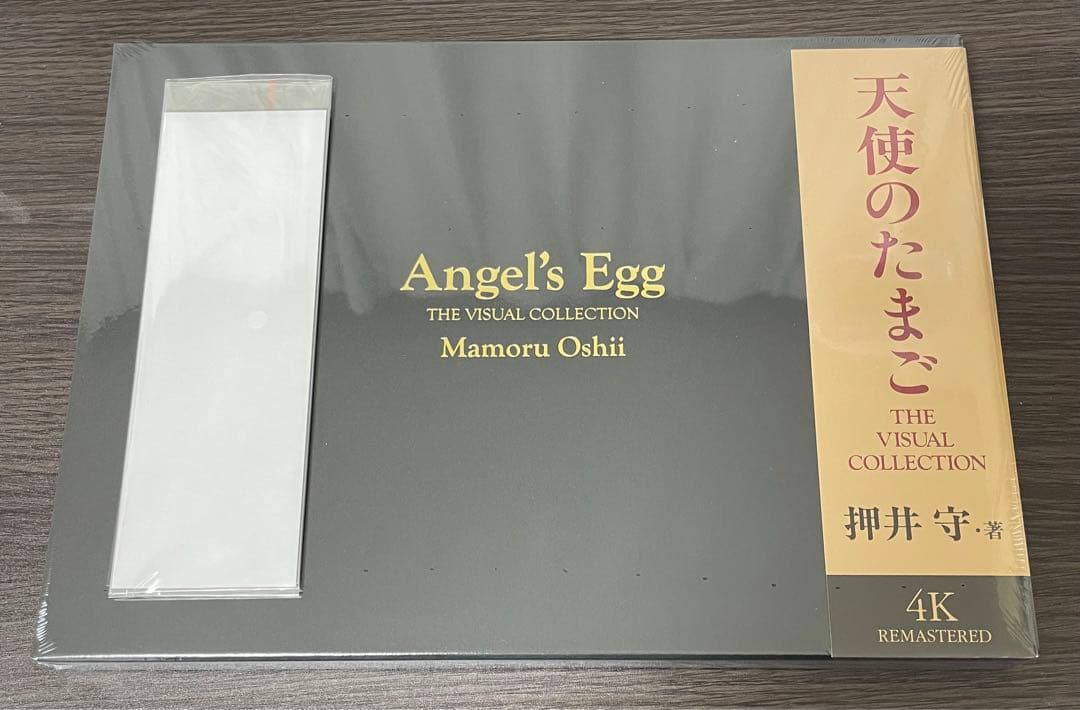 Angel's Egg
THE VISUAL COLLECTION
Mamoru Oshii
天使のたまご
THE
VISUAL
COLLECTION
押井 守・著
4K
REMASTERED